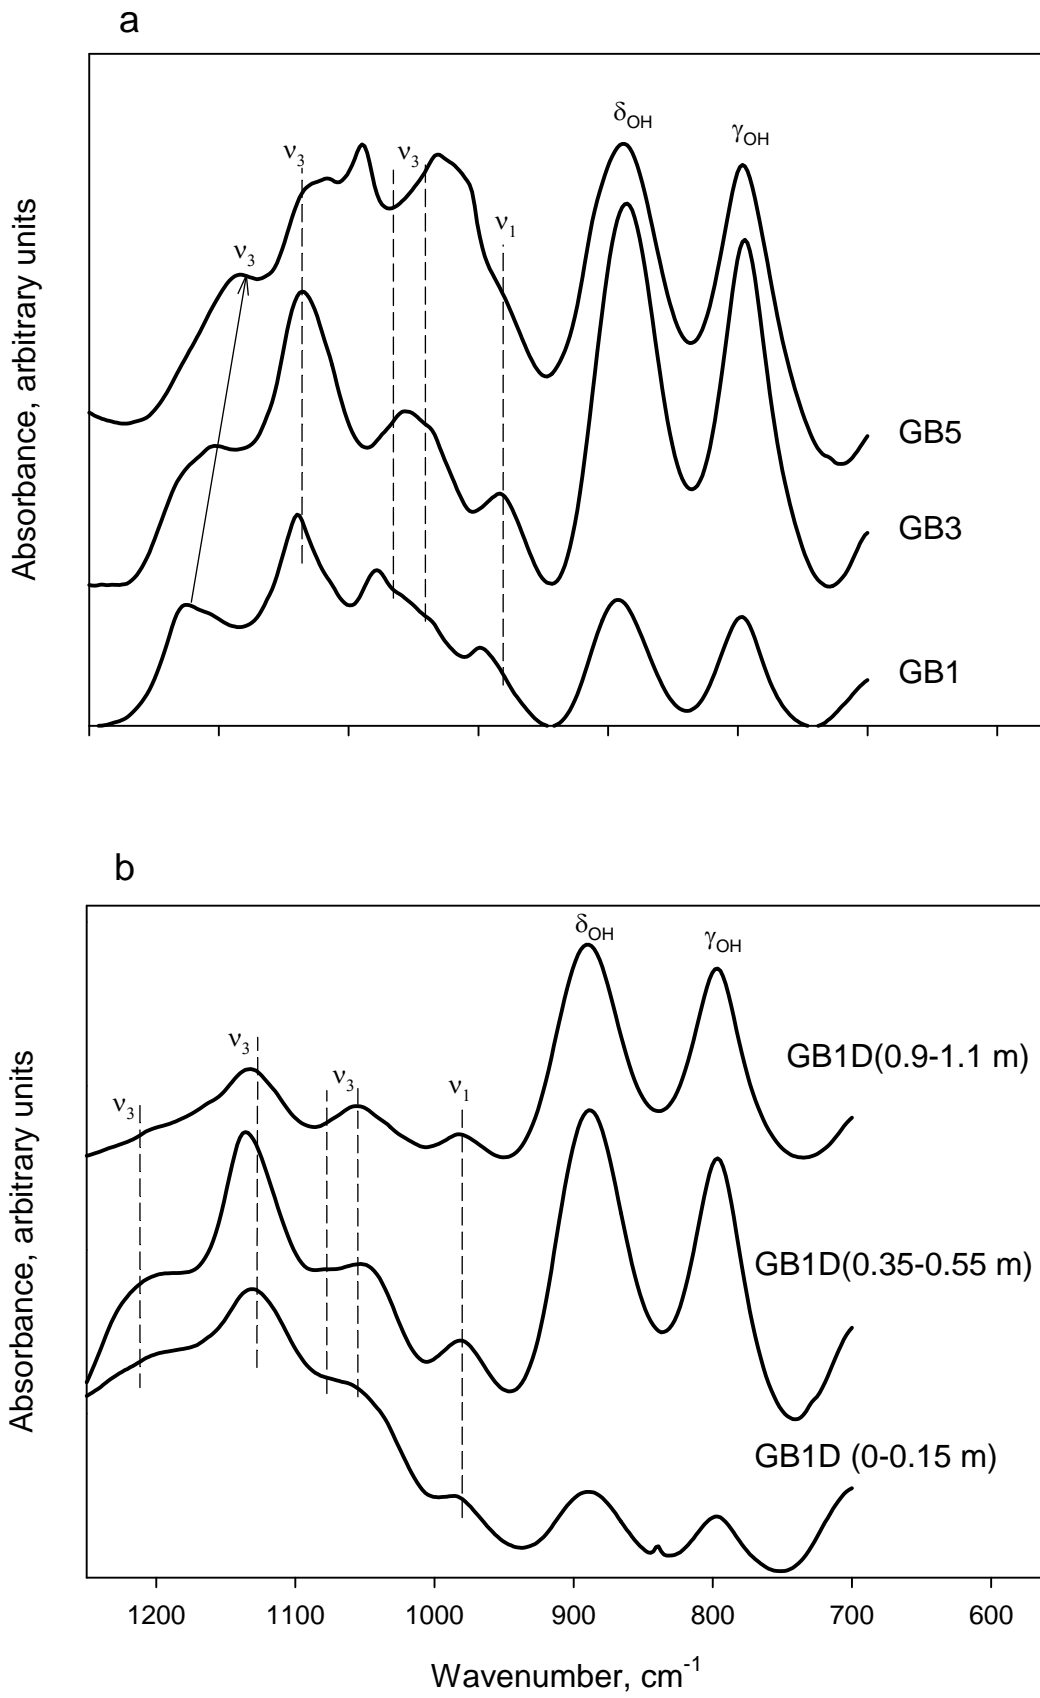 a
δOH
γOH
ν3
ν3
ν1
ν3
Absorbance, arbitrary units
GB5
GB3
GB1
b
δOH
γOH
ν3
ν3
ν1
ν3
GB1D(0.9-1.1 m)
Absorbance, arbitrary units
GB1D(0.35-0.55 m)
GB1D (0-0.15 m)
1200 1100 1000 900 800 700 600
Wavenumber, cm-1